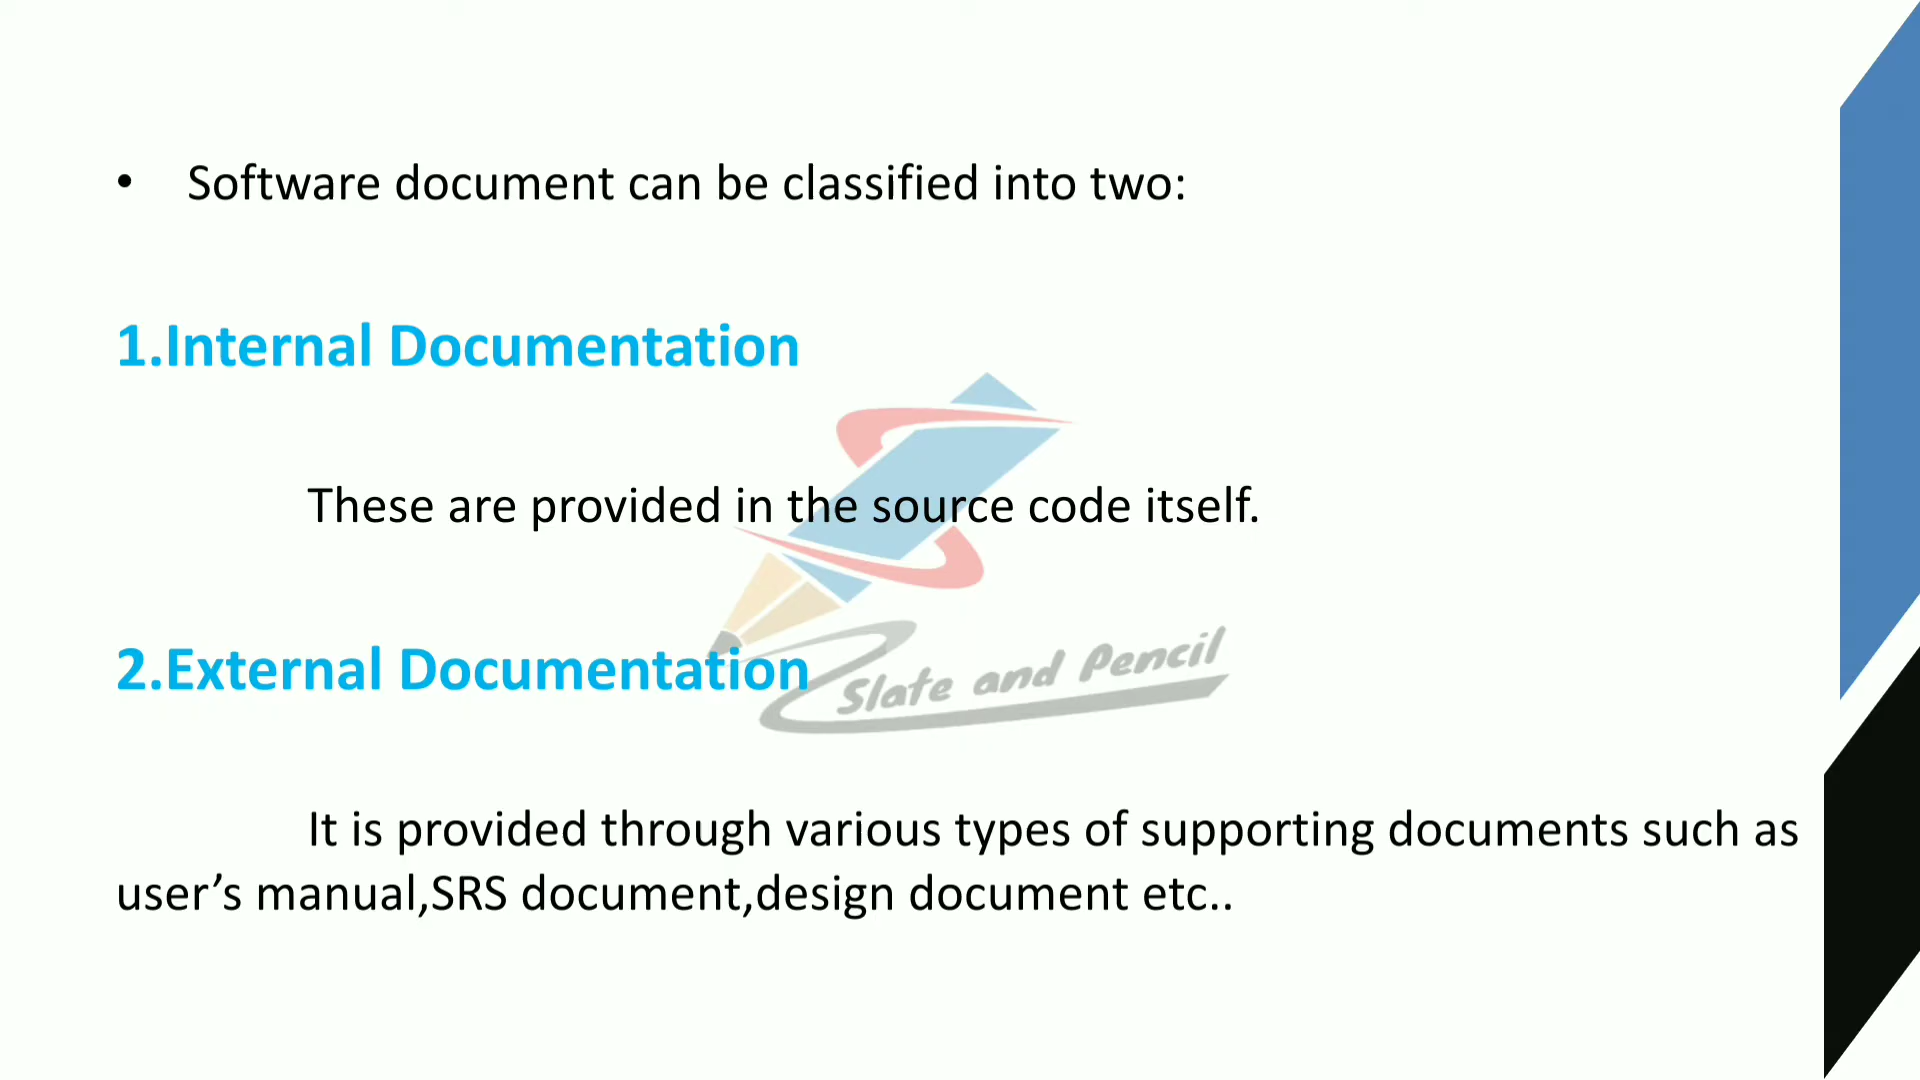 • Software document can be classified into two:
1.Internal Documentation
These are provided in the source code itself.
2.External Documentation
Slate and Pencil
It is provided through various types of supporting documents such as
user’s manual,SRS document,design document etc..